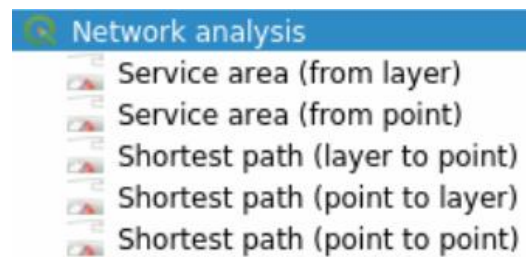 Network analysis
Service area (from layer)
Service area (from point)
Shortest path (layer to point)
Shortest path (point to layer)
Shortest path (point to point)